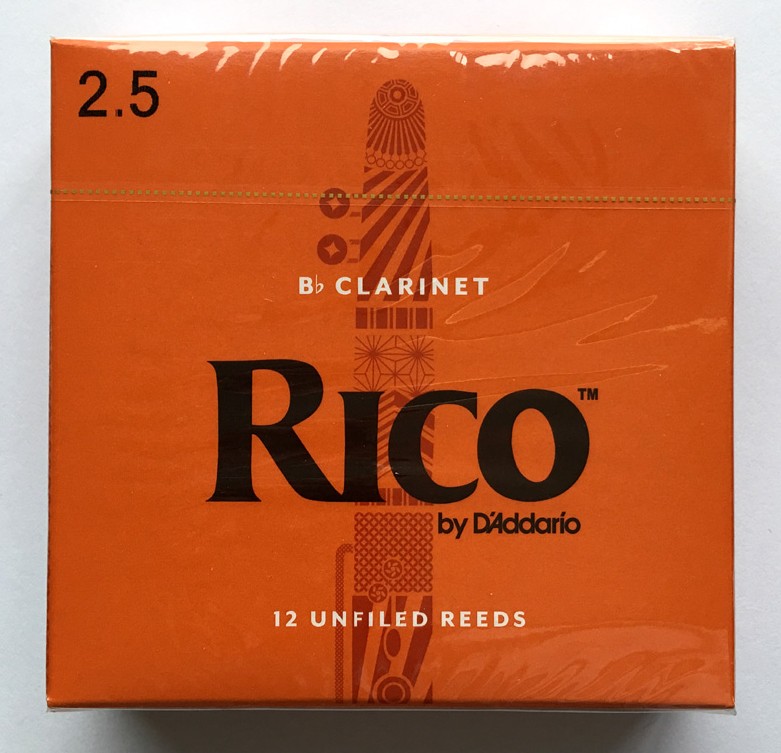 2.5
B♭ CLARINET
RICO™
by D'Addario
12 UNFILED REEDS